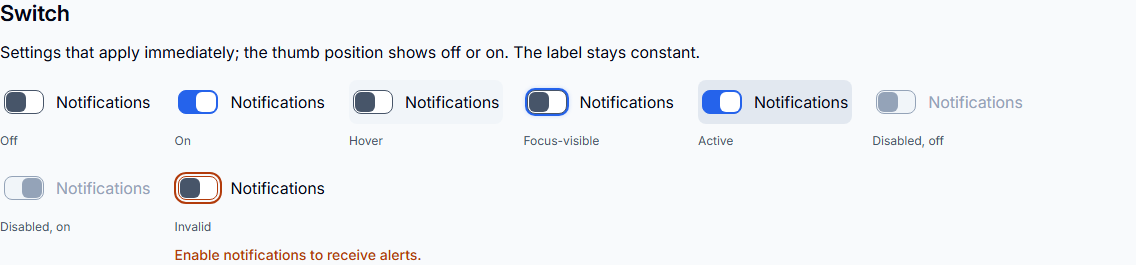 Switch
Settings that apply immediately; the thumb position shows off or on. The label stays constant.
Notifications Notifications Notifications Notifications Notifications Notifications
Off On Hover Focus-visible Active Disabled, off
Notifications Notifications
Disabled, on Invalid
Enable notifications to receive alerts.